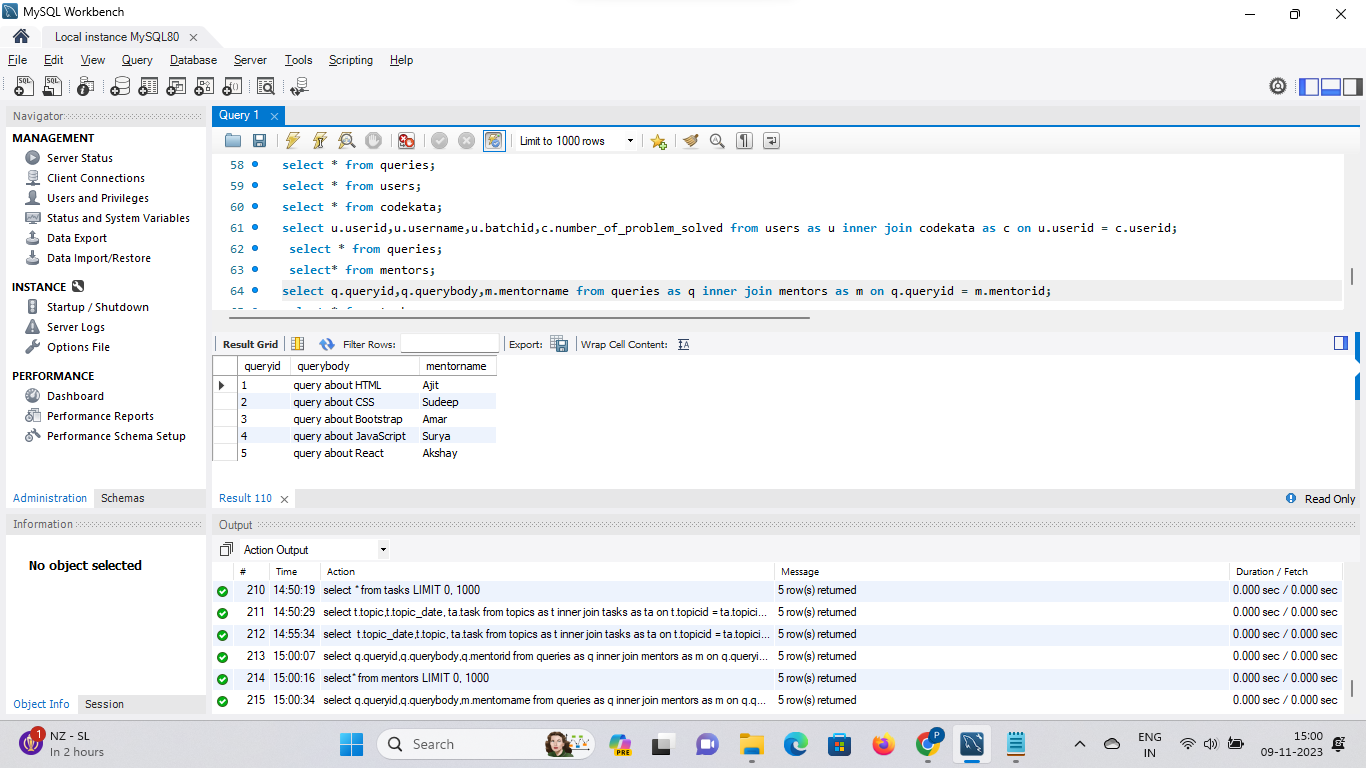 MySQL Workbench
Local instance MySQL80
File Edit View Query Database Server Tools Scripting Help
Navigator
MANAGEMENT
Server Status
Client Connections
Users and Privileges
Status and System Variables
Data Export
Data Import/Restore
INSTANCE
Startup / Shutdown
Server Logs
Options File
PERFORMANCE
Dashboard
Performance Reports
Performance Schema Setup
Administration Schemas
Information
No object selected
Object Info Session
Query 1
Limit to 1000 rows
58 select * from queries;
59 select * from users;
60 select * from codekata;
61 select u.userid,u.username,u.batchid,c.number_of_problem_solved from users as u inner join codekata as c on u.userid = c.userid;
62 select * from queries;
63 select* from mentors;
64 select q.queryid,q.querybody,m.mentorname from queries as q inner join mentors as m on q.queryid = m.mentorid;
Result Grid Filter Rows: Export: Wrap Cell Content:
queryid querybody mentorname
1 query about HTML Ajit
2 query about CSS Sudeep
3 query about Bootstrap Amar
4 query about JavaScript Surya
5 query about React Akshay
Result 110 Read Only
Output
Action Output
# Time Action Message Duration / Fetch
210 14:50:19 select * from tasks LIMIT 0, 1000 5 row(s) returned 0.000 sec / 0.000 sec
211 14:50:29 select t.topic,t.topic_date, ta.task from topics as t inner join tasks as ta on t.topicid = ta.topici... 5 row(s) returned 0.000 sec / 0.000 sec
212 14:55:34 select t.topic_date,t.topic, ta.task from topics as t inner join tasks as ta on t.topicid = ta.topici... 5 row(s) returned 0.000 sec / 0.000 sec
213 15:00:07 select q.queryid,q.querybody,q.mentorid from queries as q inner join mentors as m on q.queryi... 5 row(s) returned 0.000 sec / 0.000 sec
214 15:00:16 select* from mentors LIMIT 0, 1000 5 row(s) returned 0.000 sec / 0.000 sec
215 15:00:34 select q.queryid,q.querybody,m.mentorname from queries as q inner join mentors as m on q.q... 5 row(s) returned 0.000 sec / 0.000 sec
1
NZ - SL
In 2 hours
Search
PRE
P
ENG
IN
15:00
09-11-2023